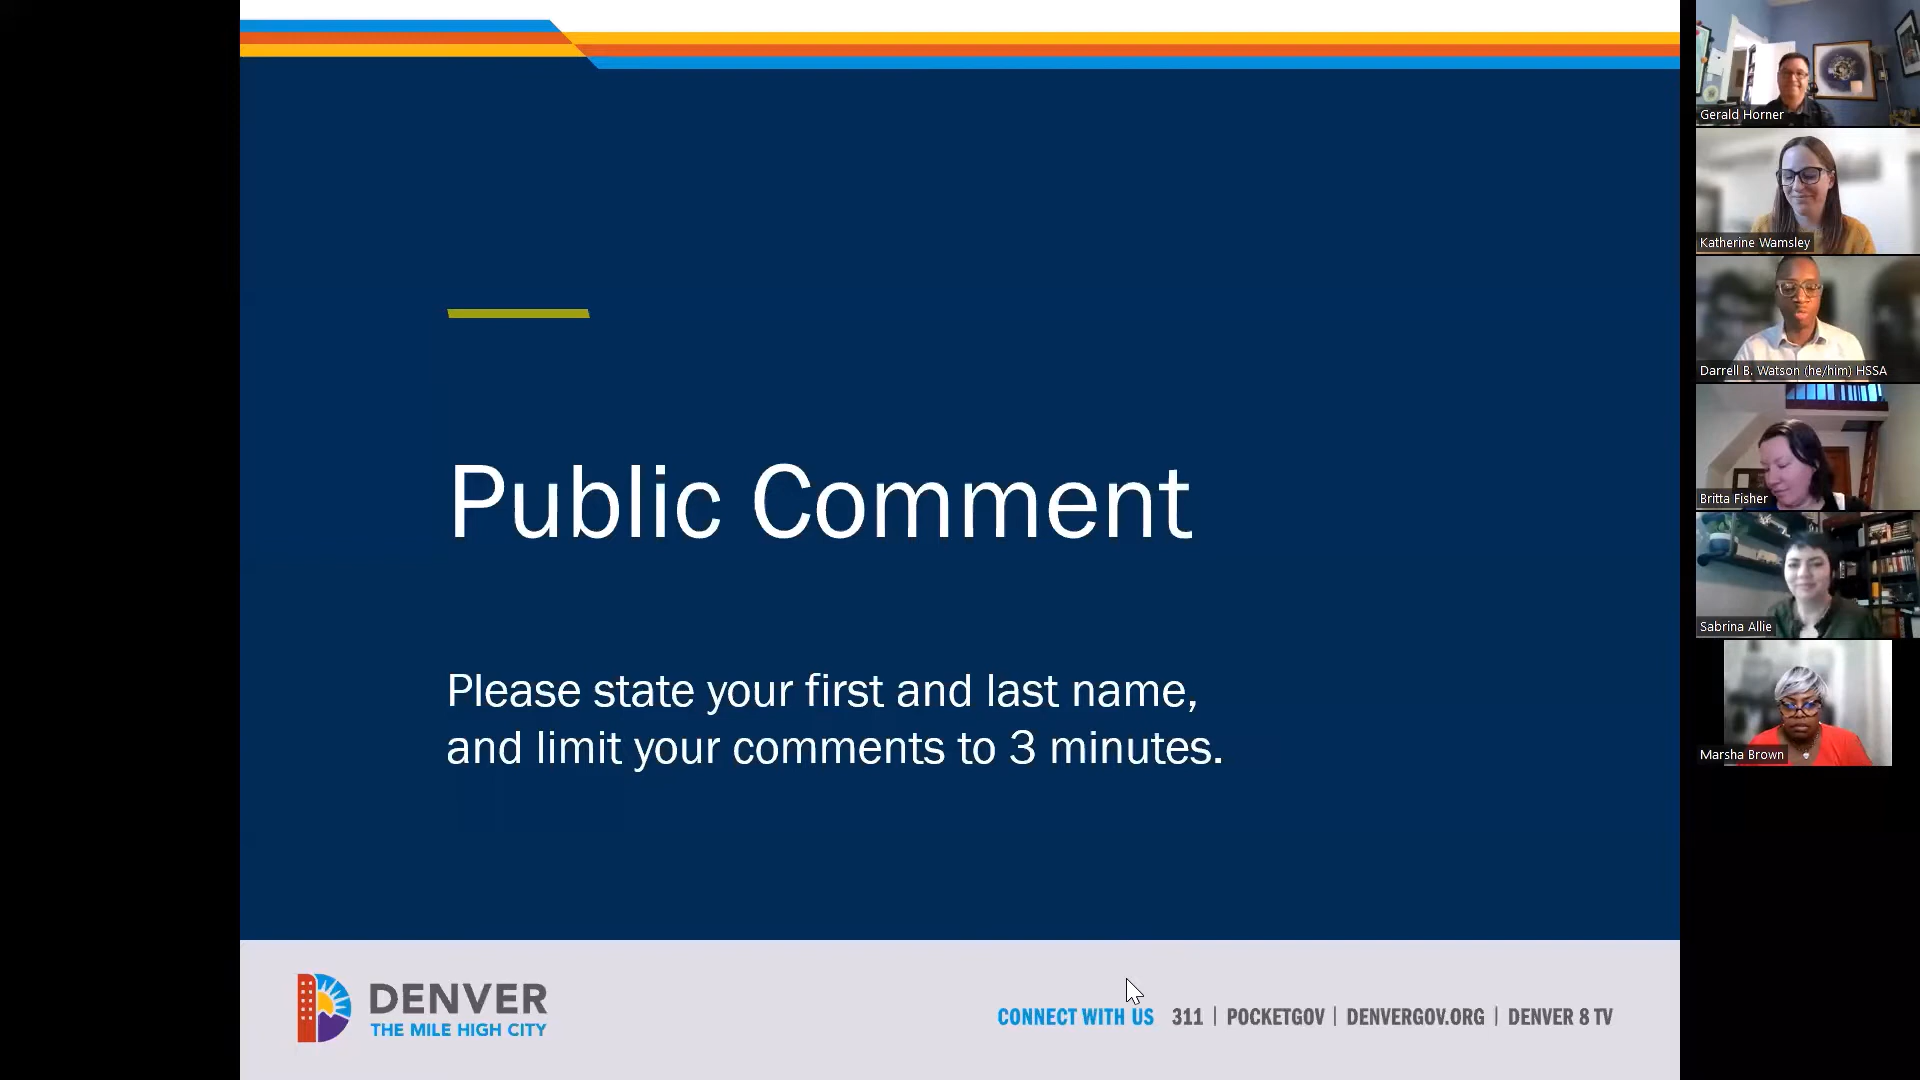 Public Comment
Please state your first and last name,
and limit your comments to 3 minutes.
DENVER
THE MILE HIGH CITY
CONNECT WITH US 311 | POCKETGOV | DENVERGOV.ORG | DENVER 8 TV
Gerald Horner
Katherine Wamsley
Darrell B. Watson (he/him) HSSA
Britta Fisher
Sabrina Allie
Marsha Brown